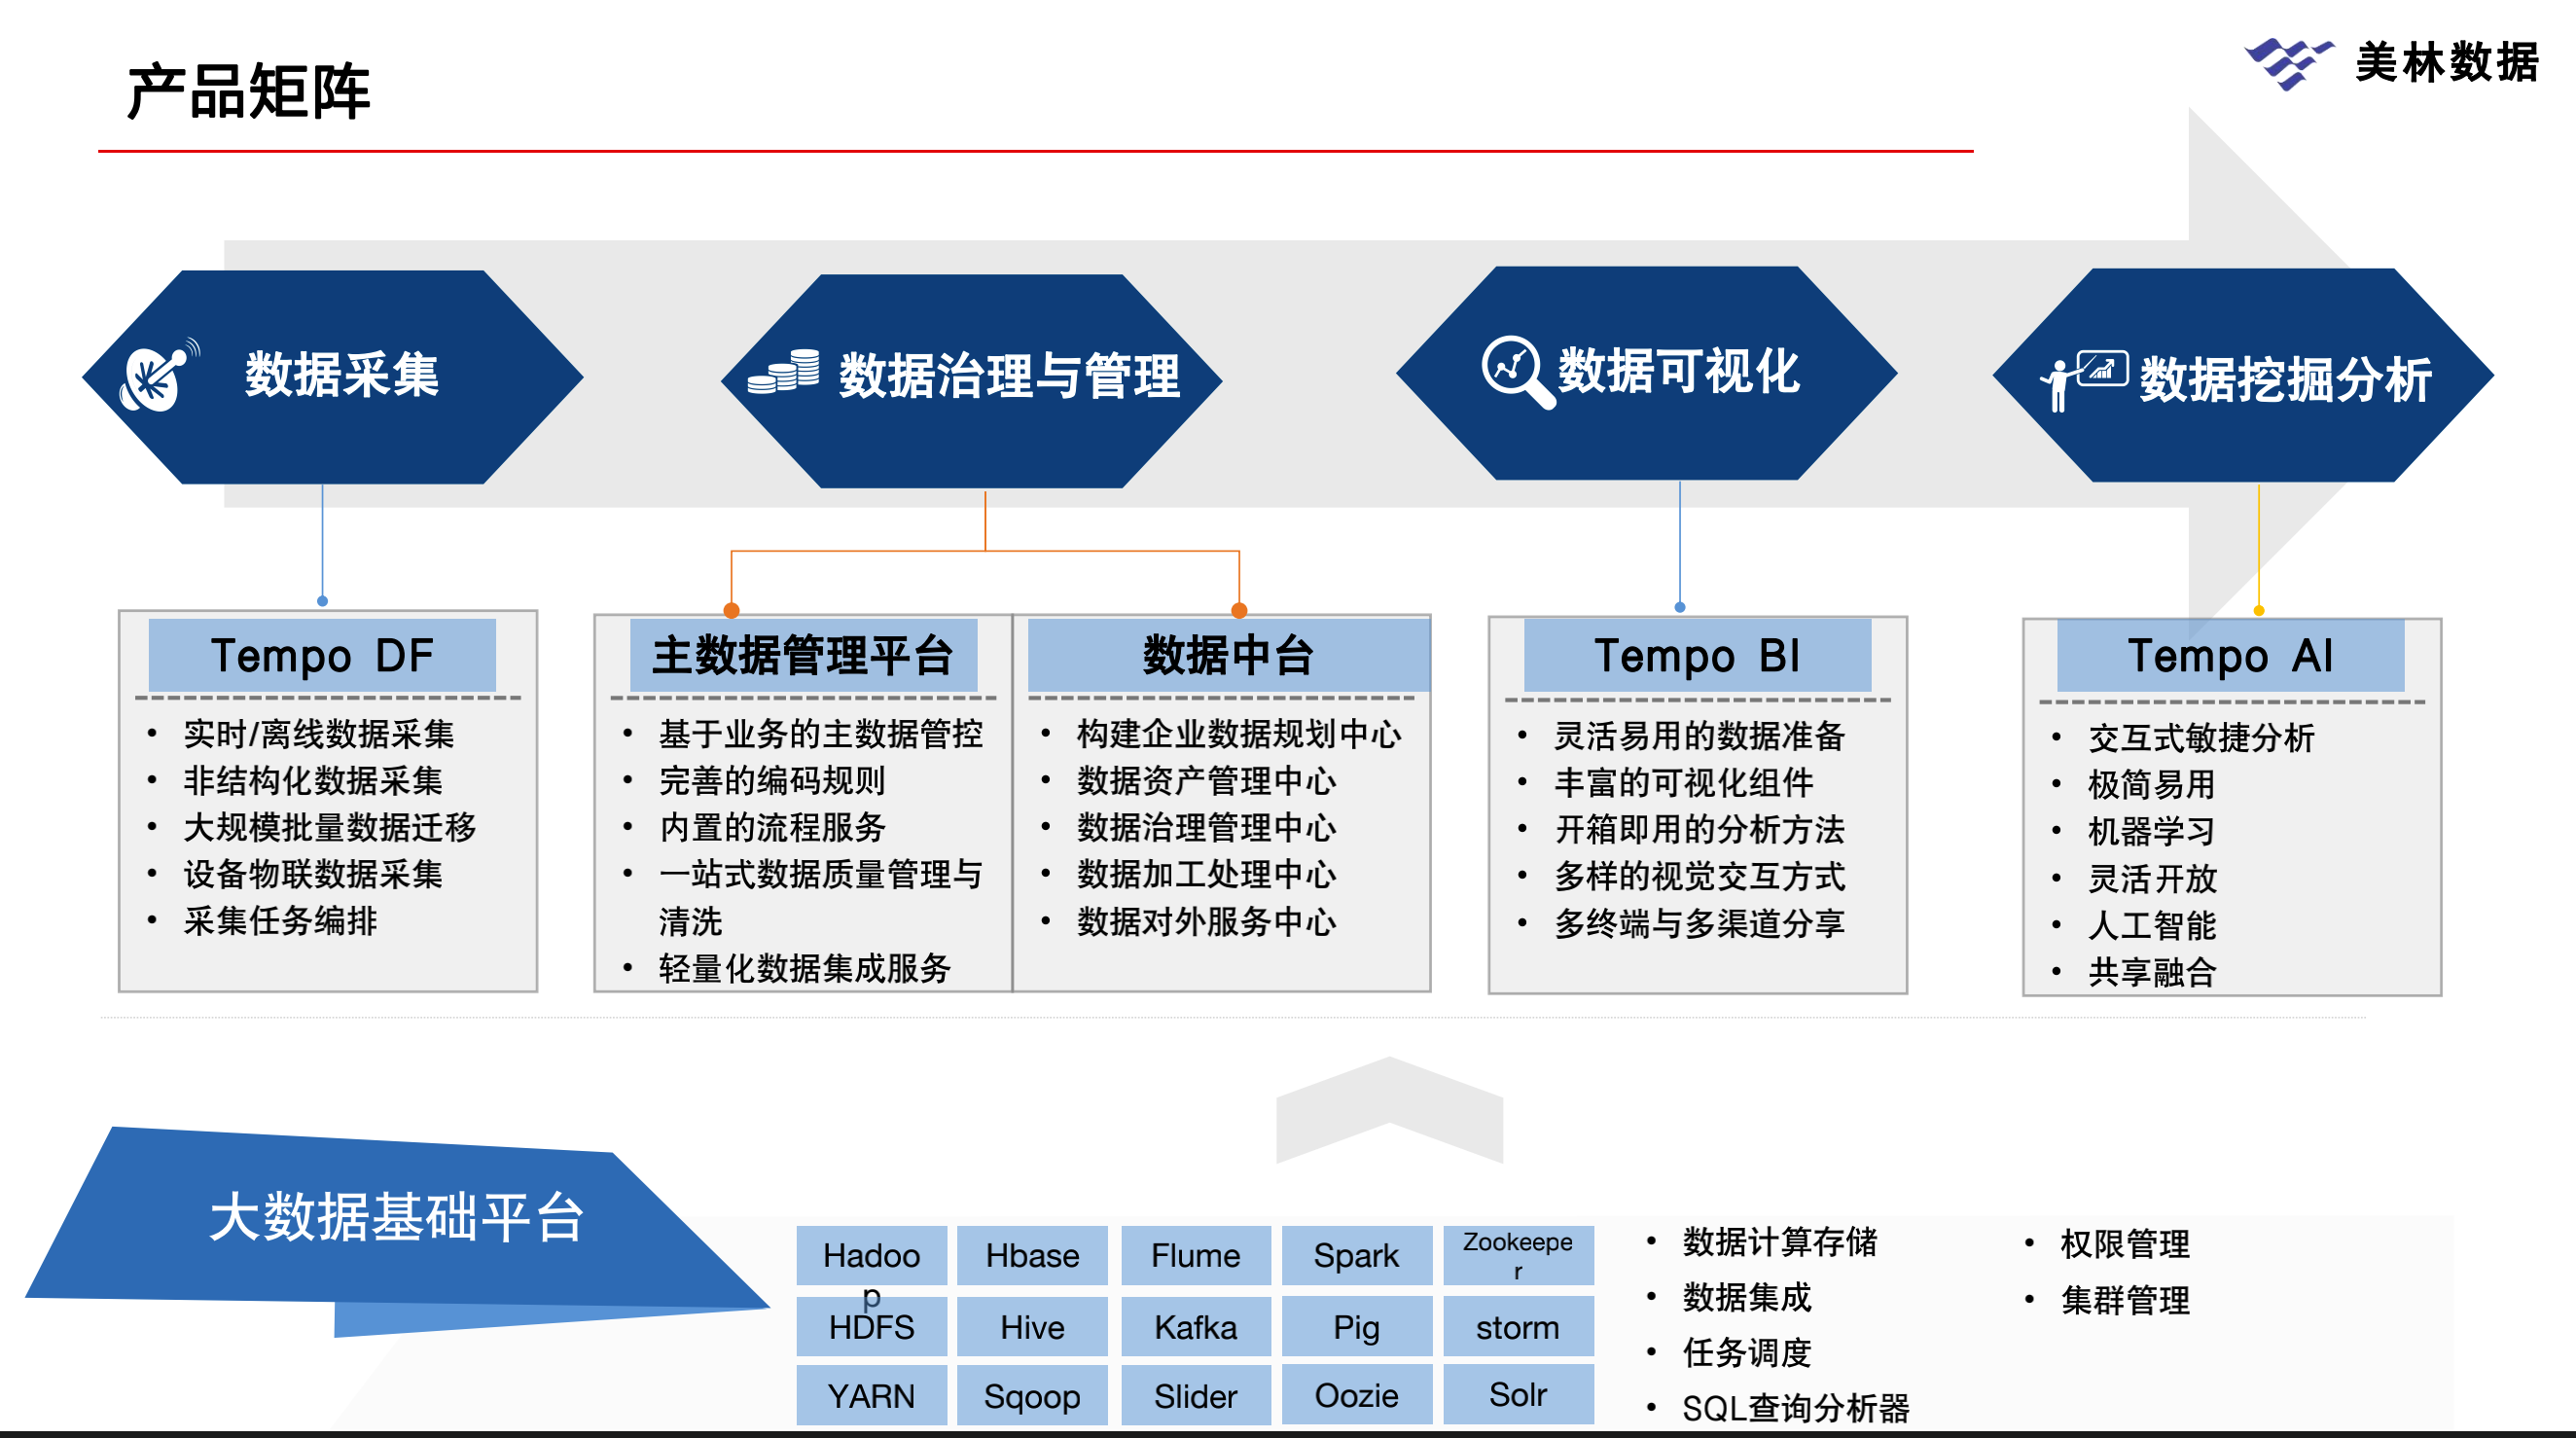 产品矩阵
美林数据
数据采集
数据治理与管理
数据可视化
数据挖掘分析
Tempo DF
实时/离线数据采集
非结构化数据采集
大规模批量数据迁移
设备物联数据采集
采集任务编排
主数据管理平台
基于业务的主数据管控
完善的编码规则
内置的流程服务
一站式数据质量管理与
清洗
轻量化数据集成服务
数据中台
构建企业数据规划中心
数据资产管理中心
数据治理管理中心
数据加工处理中心
数据对外服务中心
Tempo BI
灵活易用的数据准备
丰富的可视化组件
开箱即用的分析方法
多样的视觉交互方式
多终端与多渠道分享
Tempo AI
交互式敏捷分析
极简易用
机器学习
灵活开放
人工智能
共享融合
大数据基础平台
Hadoo
p
Hbase
Flume
Spark
Zookeepe
r
HDFS
Hive
Kafka
Pig
storm
YARN
Sqoop
Slider
Oozie
Solr
数据计算存储
数据集成
任务调度
SQL查询分析器
权限管理
集群管理